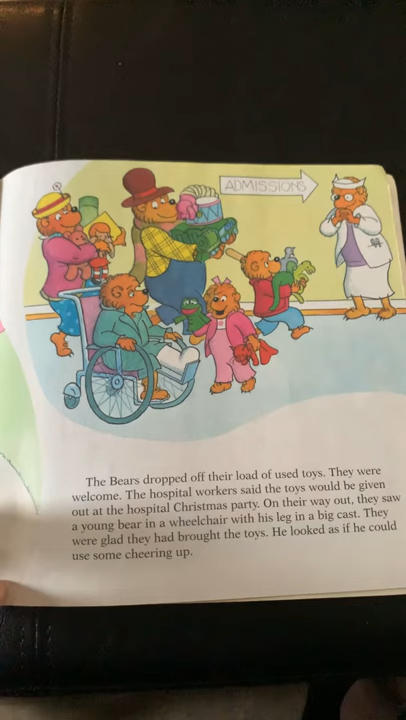 ADMISSIONS
The Bears dropped off their load of used toys. They were
welcome. The hospital workers said the toys would be given
out at the hospital Christmas party. On their way out, they saw
a young bear in a wheelchair with his leg in a big cast. They
were glad they had brought the toys. He looked as if he could
use some cheering up.